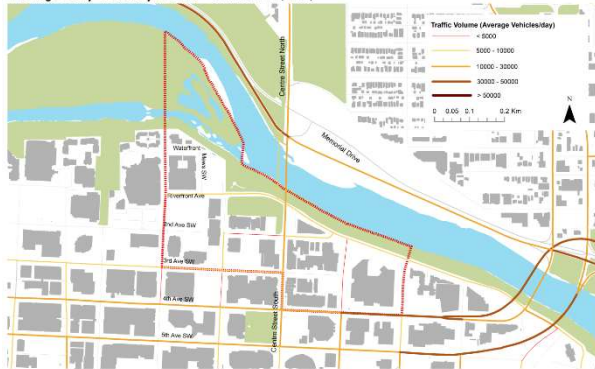 Traffic Volume (Average Vehicles/day)
< 5000
5000 - 10000
10000 - 30000
30000 - 50000
> 50000
0 0.05 0.1 0.2 Km
N
Centre Street North
Memorial Drive
Waterfront
Mews SW
Riverfront Ave
2nd Ave SW
3rd Ave SW
4th Ave SW
5th Ave SW
Centre Street South